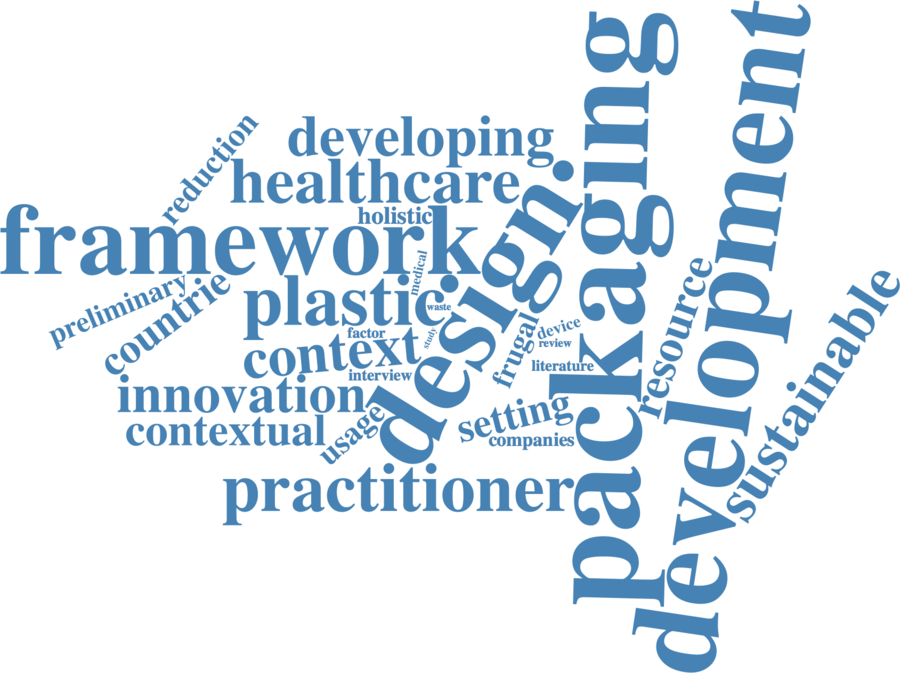 reduction
developing
healthcare
holistic
framework
preliminary
countrie
plastic
medical
waste
study
factor
context
interview
innovation
contextual
usage
designing
frugal
device
review
literature
setting
companies
practitioner
packaging
resource
development
sustainable